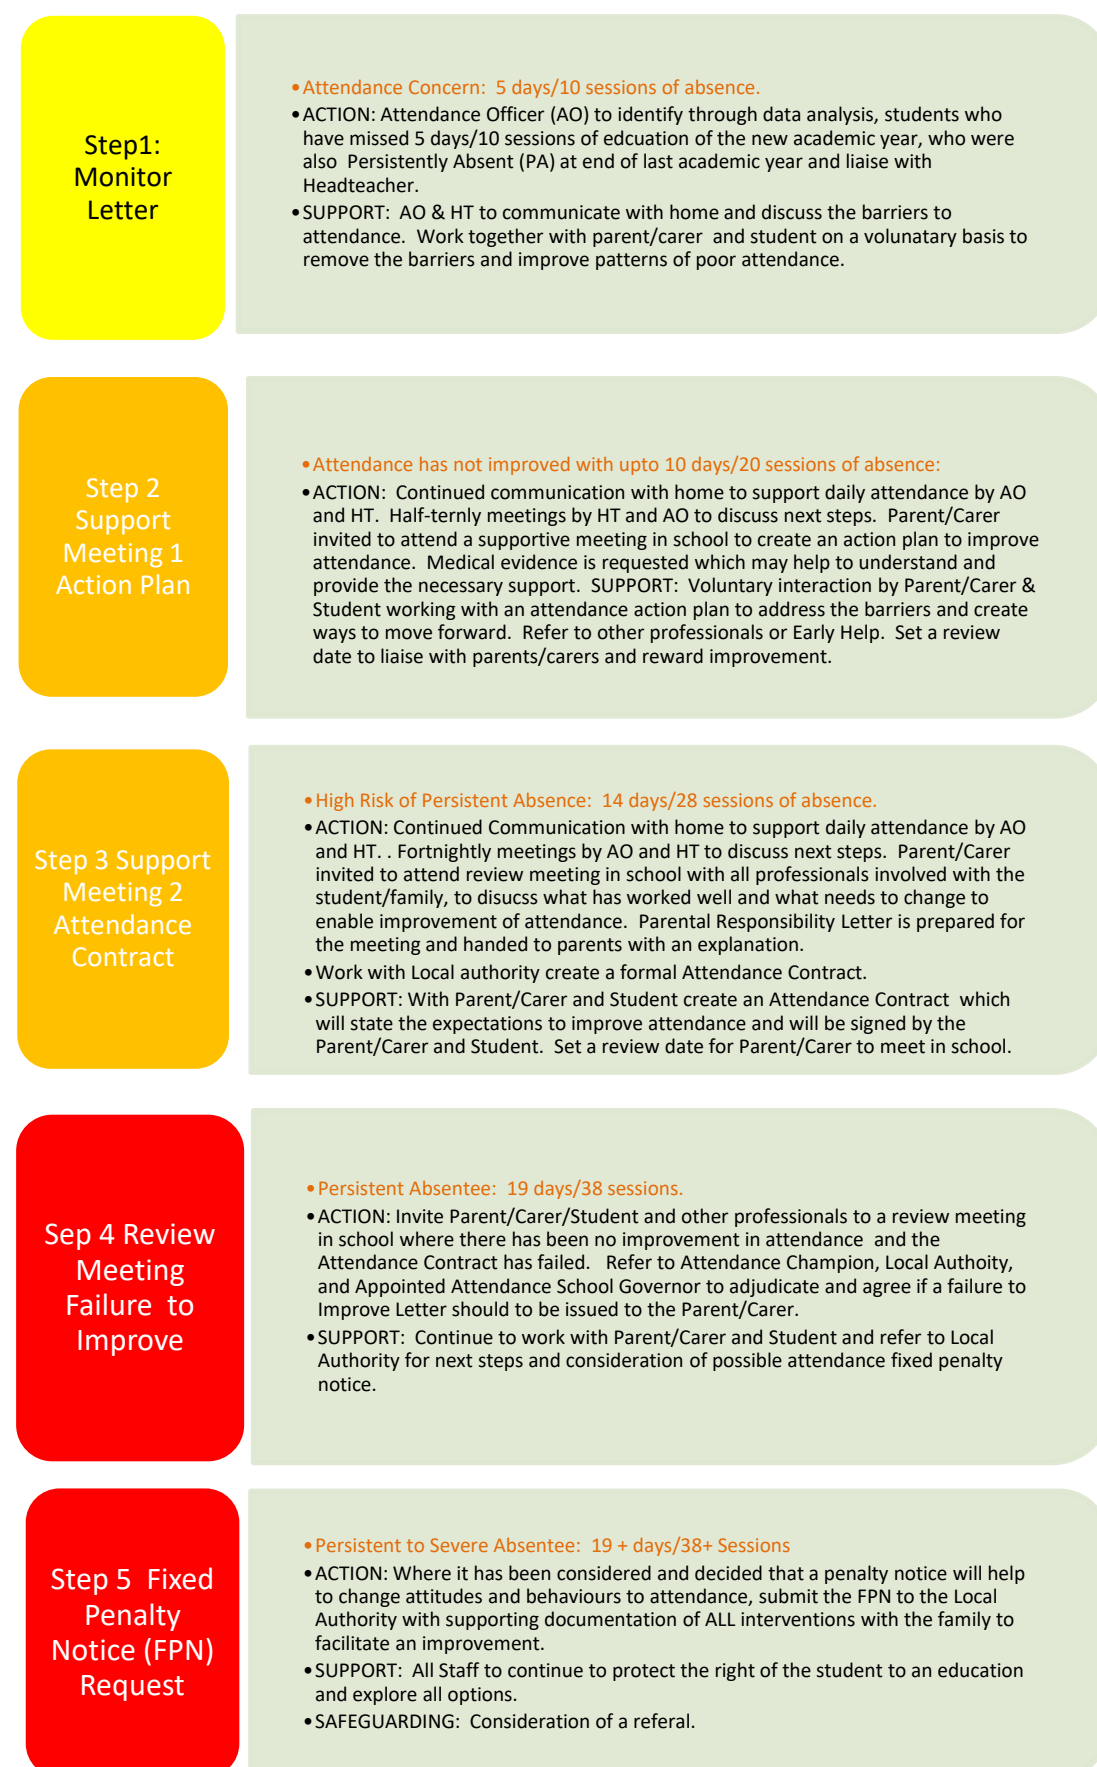 Step1:
Monitor
Letter
•Attendance Concern:  5 days/10 sessions of absence.
•ACTION: Attendance Officer (AO) to identify through data analysis, students who
have missed 5 days/10 sessions of edcuation of the new academic year, who were
also  Persistently Absent (PA) at end of last academic year and liaise with
Headteacher.
•SUPPORT:  AO & HT to communicate with home and discuss the barriers to
attendance.  Work together with parent/carer  and student on a volunatary basis to
remove the barriers and improve patterns of poor attendance.
Step 2
Support
Meeting 1
Action Plan
•Attendance has not improved with upto 10 days/20 sessions of absence:
•ACTION:  Continued communication with home to support daily attendance by AO
and HT.  Half-ternly meetings by HT and AO to discuss next steps.  Parent/Carer
invited to attend a supportive meeting in school to create an action plan to improve
attendance.  Medical evidence is requested which may help to understand and
provide the necessary support.  SUPPORT:  Voluntary interaction by Parent/Carer &
Student working with an attendance action plan to address the barriers and create
ways to move forward.  Refer to other professionals or Early Help.  Set a review
date to liaise with parents/carers and reward improvement.
Step 3 Support
Meeting 2
Attendance
Contract
•High Risk of Persistent Absence:  14 days/28 sessions of absence.
•ACTION: Continued Communication with home to support daily attendance by AO
and HT. . Fortnightly meetings by AO and HT to discuss next steps.  Parent/Carer
invited to attend review meeting in school with all professionals involved with the
student/family, to disucss what has worked well and what needs to change to
enable improvement of attendance.  Parental Responsibility Letter is prepared for
the meeting and handed to parents with an explanation.
•Work with Local authority create a formal Attendance Contract.
•SUPPORT: With Parent/Carer and Student create an Attendance Contract  which
will state the expectations to improve attendance and will be signed by the
Parent/Carer and Student.  Set a review date for Parent/Carer to meet in school.
Sep 4 Review
Meeting
Failure  to
Improve
•Persistent Absentee:  19 days/38 sessions.
•ACTION: Invite Parent/Carer/Student and other professionals to a review meeting
in school where there has been no improvement in attendance  and the
Attendance Contract has failed.   Refer to Attendance Champion, Local Authoity,
and Appointed Attendance School Governor to adjudicate and agree if a failure to
Improve Letter should to be issued to the Parent/Carer.
•SUPPORT:  Continue to work with Parent/Carer and Student and refer to Local
Authority for next steps and consideration of possible attendance fixed penalty
notice.
Step 5  Fixed
Penalty
Notice (FPN)
Request
•Persistent to Severe Absentee:  19 + days/38+ Sessions
•ACTION: Where it has been considered and decided that a penalty notice will help
to change attitudes and behaviours to attendance, submit the FPN to the Local
Authority with supporting documentation of ALL interventions with the family to
facilitate an improvement.
•SUPPORT:  All Staff to continue to protect the right of the student to an education
and explore all options.
•SAFEGUARDING:  Consideration of a referal.